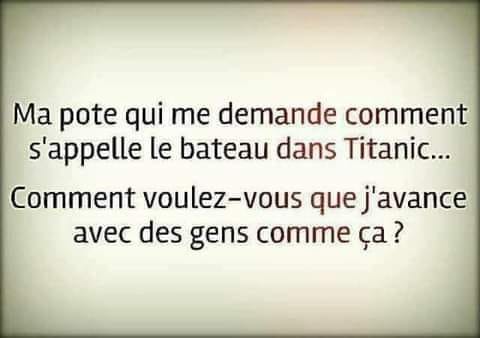 Ma pote qui me demande comment
s'appelle le bateau dans Titanic...
Comment voulez-vous que j'avance
avec des gens comme ça ?